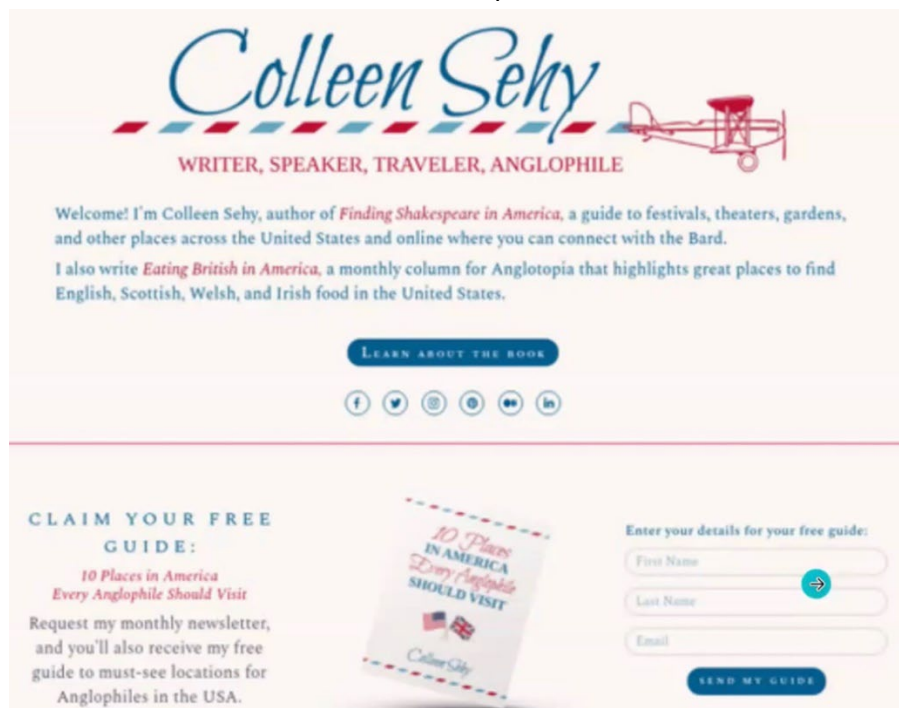 Colleen Sehy
WRITER, SPEAKER, TRAVELER, ANGLOPHILE
Welcome! I'm Colleen Sehy, author of Finding Shakespeare in America, a guide to festivals, theaters, gardens,
and other places across the United States and online where you can connect with the Bard.
I also write Eating British in America, a monthly column for Anglotopia that highlights great places to find
English, Scottish, Welsh, and Irish food in the United States.
LEARN ABOUT THE BOOK
CLAIM YOUR FREE
GUIDE:
10 Places in America
Every Anglophile Should Visit
Request my monthly newsletter,
and you'll also receive my free
guide to must-see locations for
Anglophiles in the USA.
10 Places
IN AMERICA
Every Anglophile
SHOULD VISIT
Colleen Sehy
Enter your details for your free guide:
First Name
Last Name
Email
SEND MY GUIDE